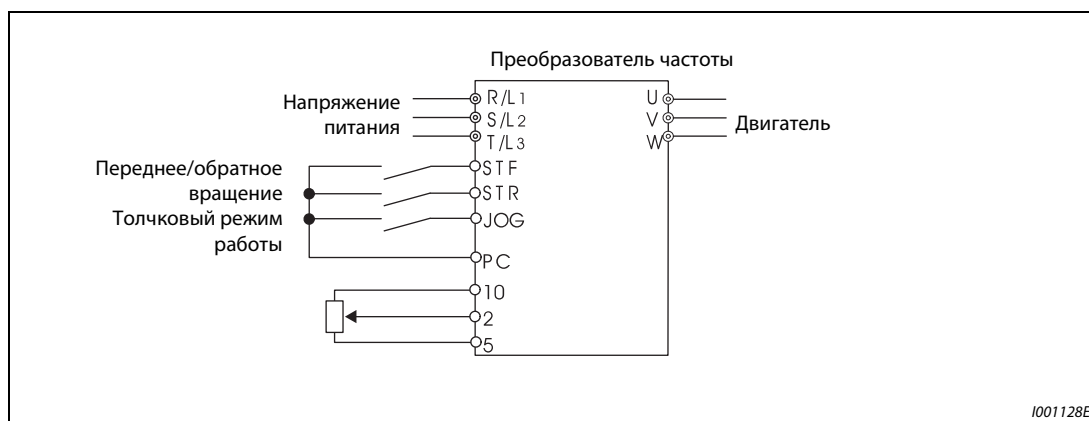 Преобразователь частоты
Напряжение
питания
R/L1
S/L2
T/L3
U
V
W
Двигатель
Переднее/обратное
вращение
Толчковый режим
работы
STF
STR
JOG
PC
10
2
5
I001128E